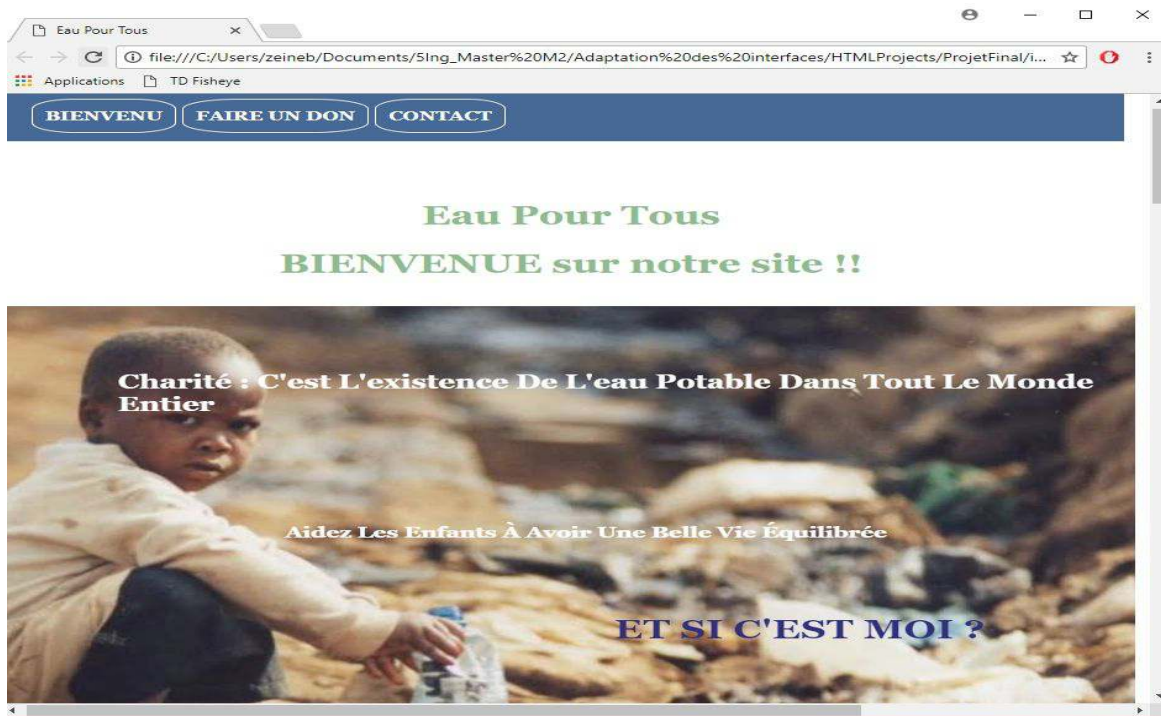 Eau Pour Tous
file:///C:/Users/zeineb/Documents/5Ing_Master%20M2/Adaptation%20des%20interfaces/HTMLProjects/ProjetFinal/i...
Applications TD Fisheye
BIENVENU FAIRE UN DON CONTACT
Eau Pour Tous
BIENVENUE sur notre site !!
Charité : C'est L'existence De L'eau Potable Dans Tout Le Monde
Entier
Aidez Les Enfants À Avoir Une Belle Vie Équilibrée
ET SI C'EST MOI ?